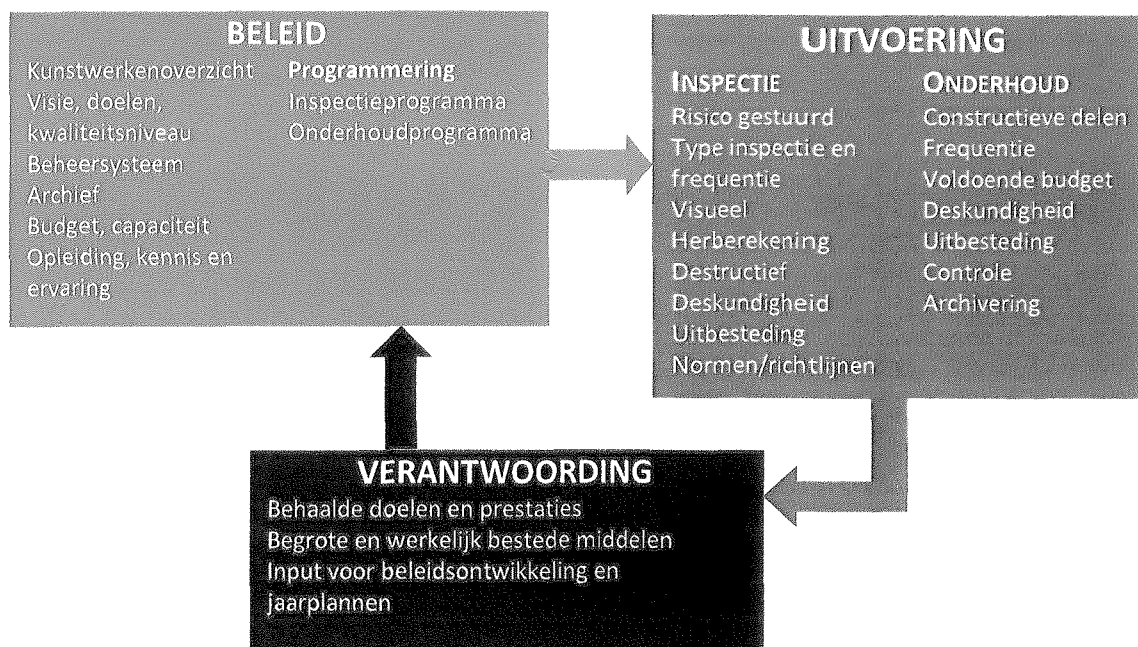 BELEID
Kunstwerkenoverzicht
Visie, doelen,
kwaliteitsniveau
Beheersysteem
Archief
Budget, capaciteit
Opleiding, kennis en
ervaring
Programmering
Inspectieprogramma
Onderhoudprogramma
UITVOERING
INSPECTIE
Risico gestuurd
Type inspectie en
frequentie
Visueel
Herberekening
Destructief
Deskundigheid
Uitbesteding
Normen/richtlijnen
ONDERHOUD
Constructieve delen
Frequentie
Voldoende budget
Deskundigheid
Uitbesteding
Controle
Archivering
VERANTWOORDING
Behaalde doelen en prestaties
Begrote en werkelijk bestede middelen
Input voor beleidsontwikkeling en
jaarplannen